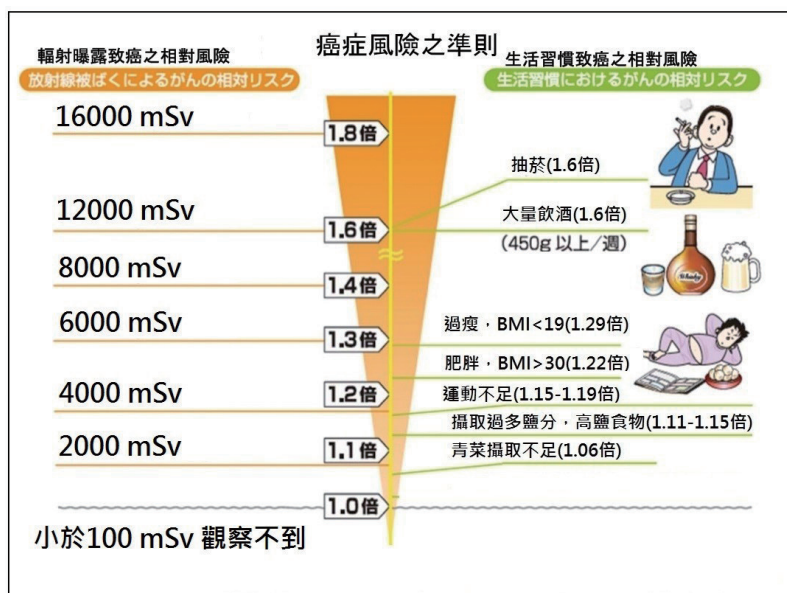 癌症風險之準則
輻射曝露致癌之相對風險
放射線被ばくによるがんの相対リスク
生活習慣致癌之相對風險
生活習慣におけるがんの相対リスク
16000 mSv
1.8倍
抽菸(1.6倍)
12000 mSv
1.6倍
大量飲酒(1.6倍)
(450g 以上/週)
Whisky
8000 mSv
1.4倍
6000 mSv
1.3倍
過瘦，BMI<19(1.29倍)
肥胖，BMI>30(1.22倍)
4000 mSv
1.2倍
運動不足(1.15-1.19倍)
攝取過多鹽分，高鹽食物(1.11-1.15倍)
2000 mSv
1.1倍
青菜攝取不足(1.06倍)
1.0倍
小於100 mSv 觀察不到